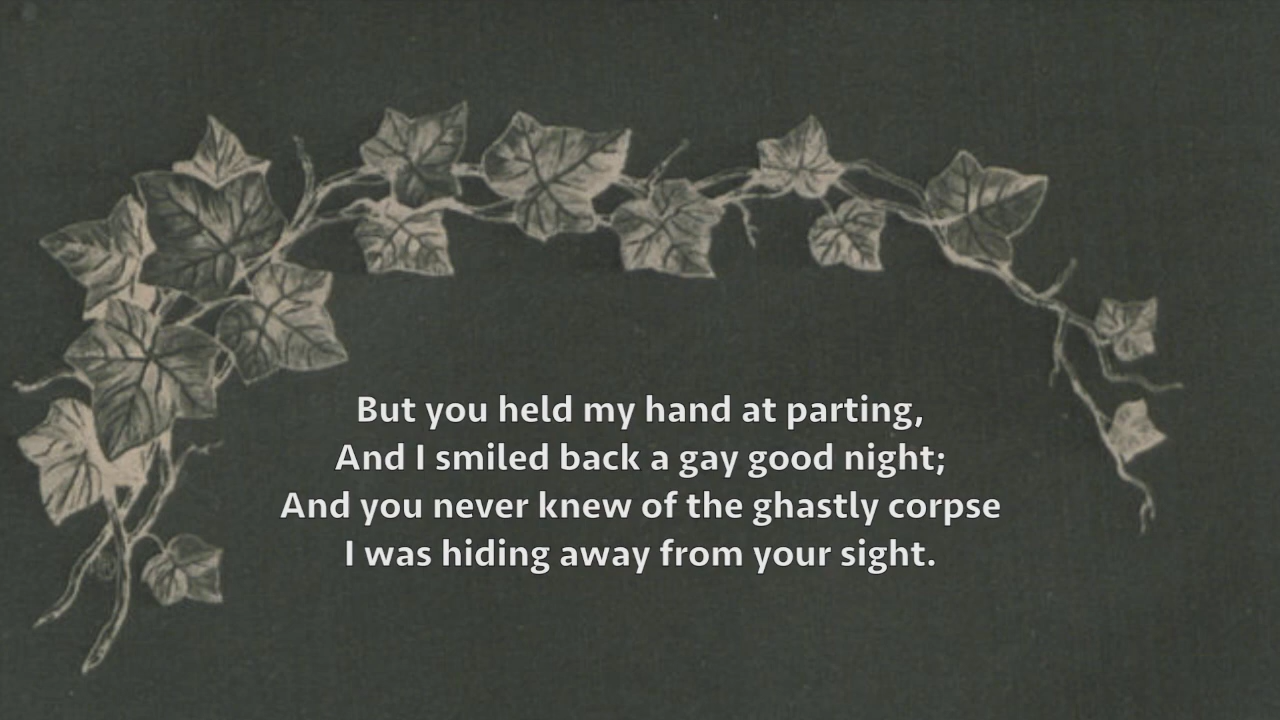 But you held my hand at parting,
And I smiled back a gay good night;
And you never knew of the ghastly corpse
I was hiding away from your sight.